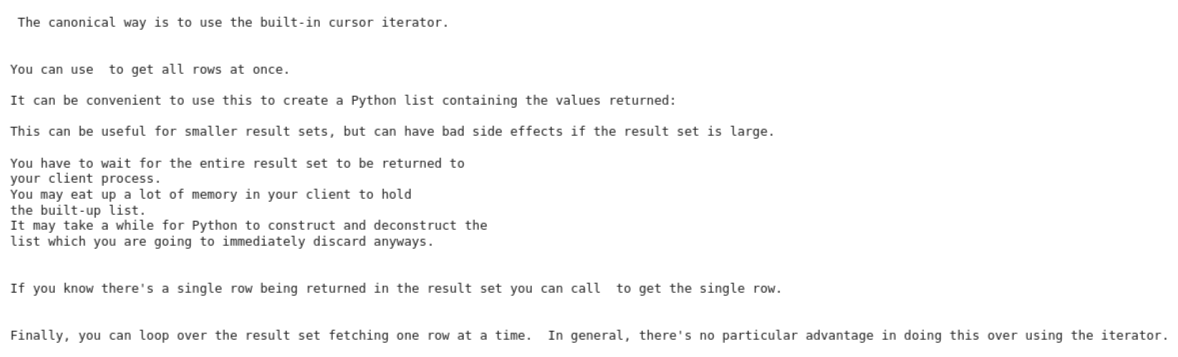 The canonical way is to use the built-in cursor iterator.
You can use  to get all rows at once.
It can be convenient to use this to create a Python list containing the values returned:
This can be useful for smaller result sets, but can have bad side effects if the result set is large.
You have to wait for the entire result set to be returned to
your client process.
You may eat up a lot of memory in your client to hold
the built-up list.
It may take a while for Python to construct and deconstruct the
list which you are going to immediately discard anyways.
If you know there's a single row being returned in the result set you can call  to get the single row.
Finally, you can loop over the result set fetching one row at a time.  In general, there's no particular advantage in doing this over using the iterator.